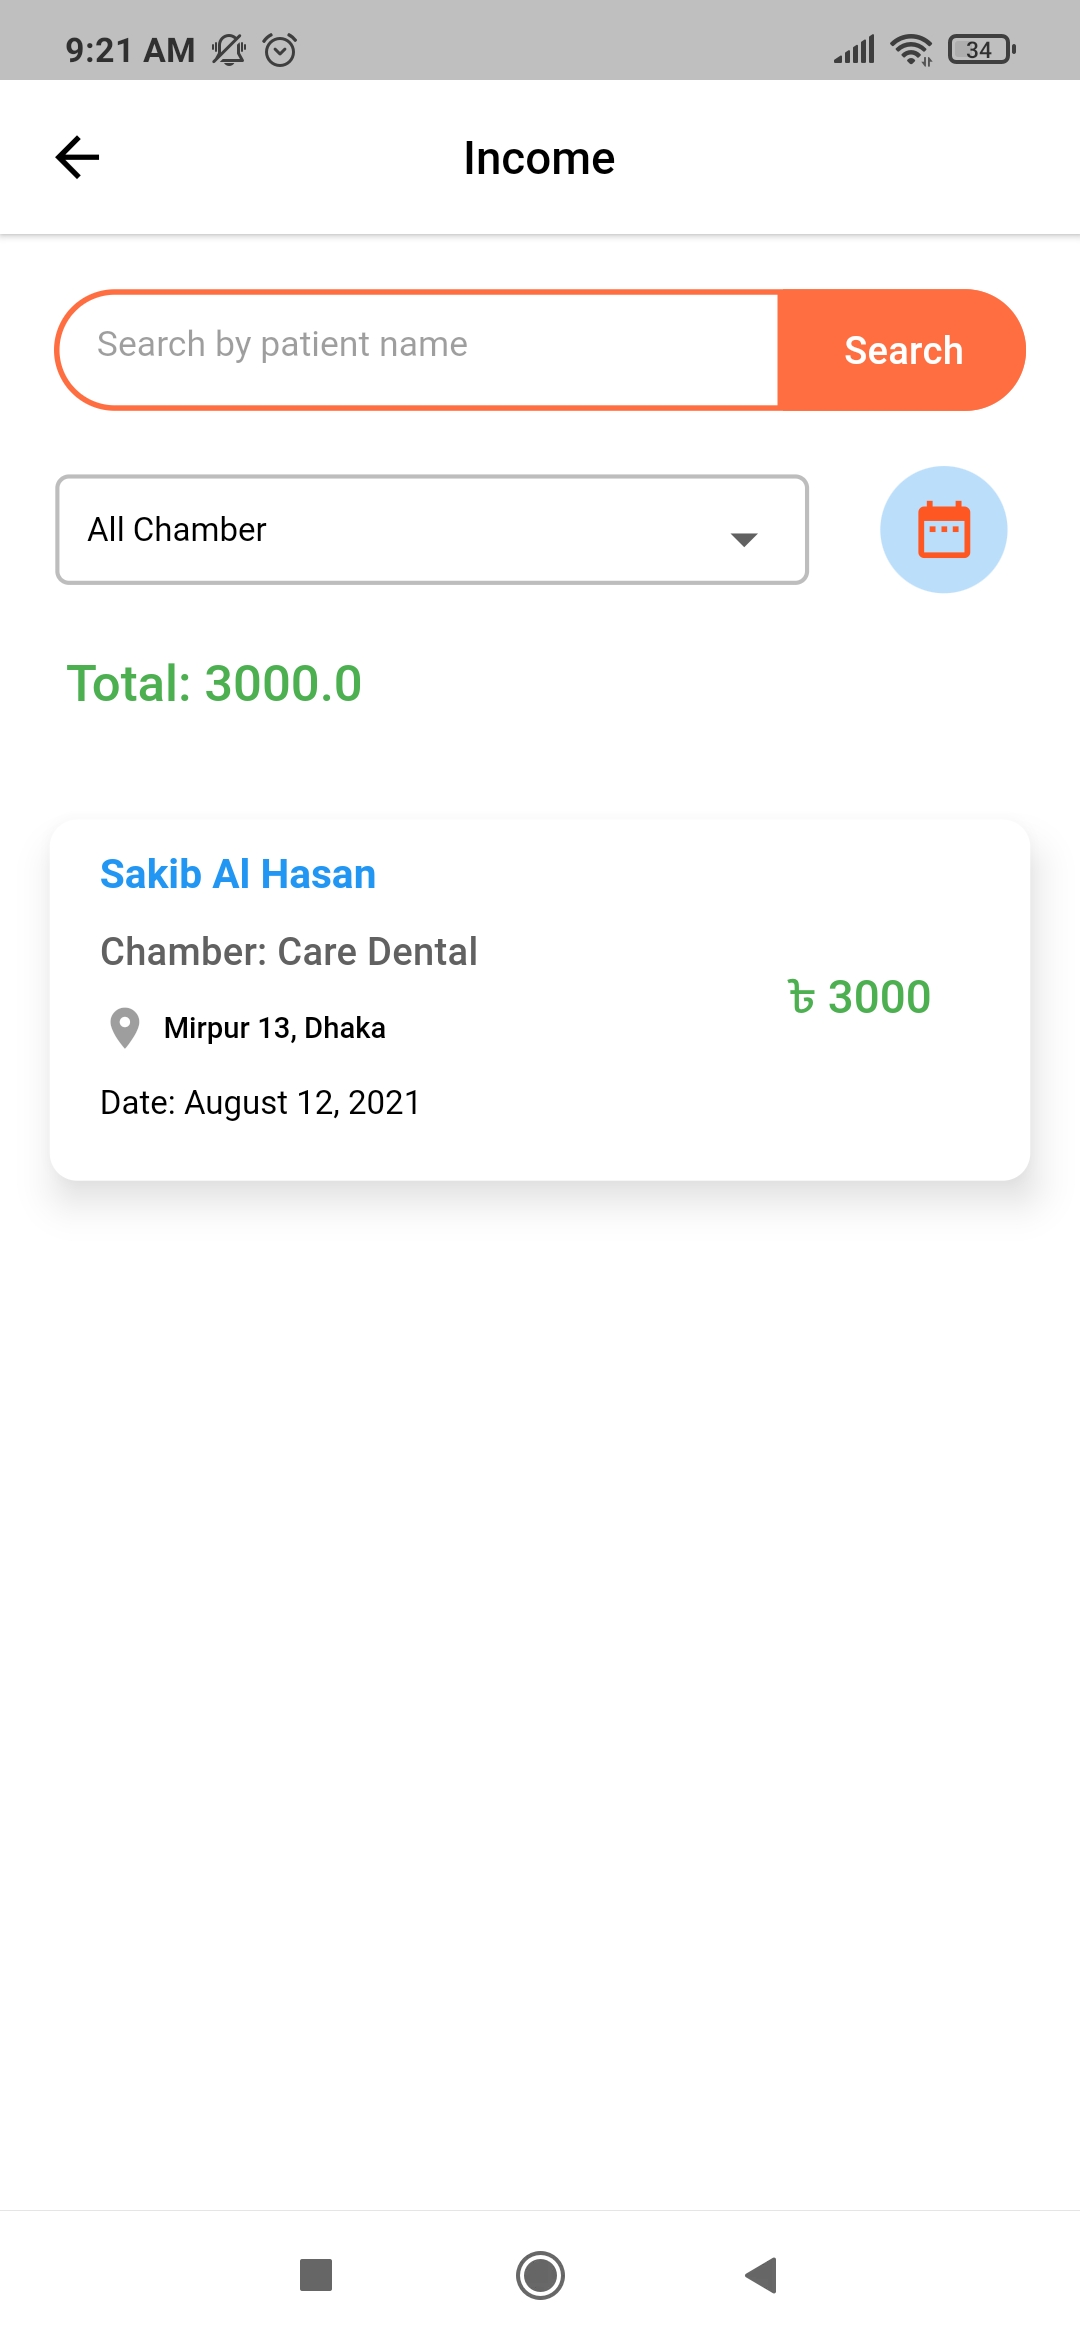 9:21 AM
34
Income
Search by patient name
Search
All Chamber
Total: 3000.0
Sakib Al Hasan
Chamber: Care Dental
৳ 3000
Mirpur 13, Dhaka
Date: August 12, 2021